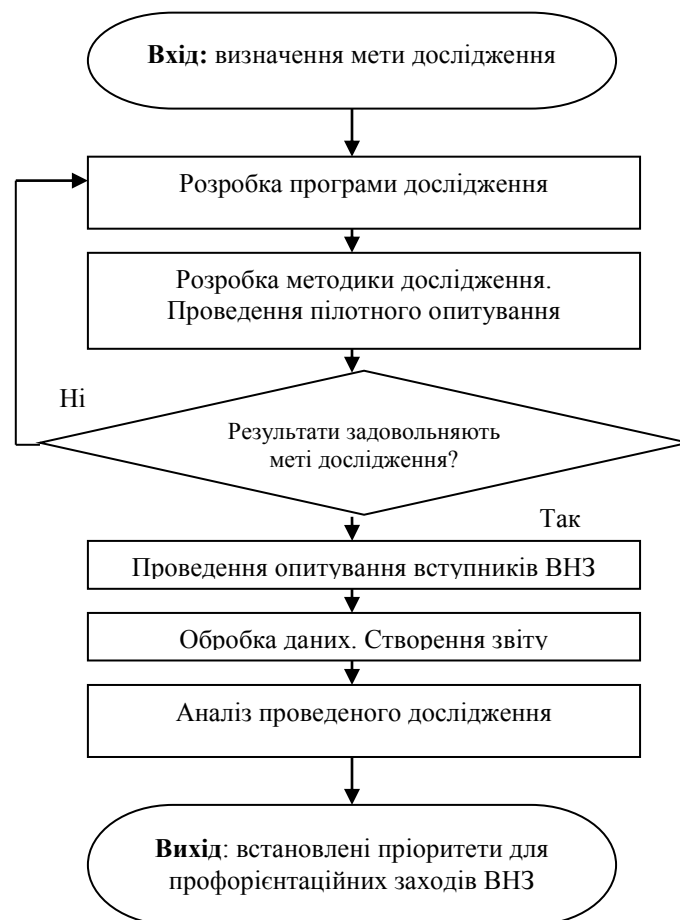 Вхід: визначення мети дослідження
Розробка програми дослідження
Розробка методики дослідження.
Проведення пілотного опитування
Ні
Результати задовольняють
меті дослідження?
Так
Проведення опитування вступників ВНЗ
Обробка даних. Створення звіту
Аналіз проведеного дослідження
Вихід: встановлені пріоритети для
профорієнтаційних заходів ВНЗ